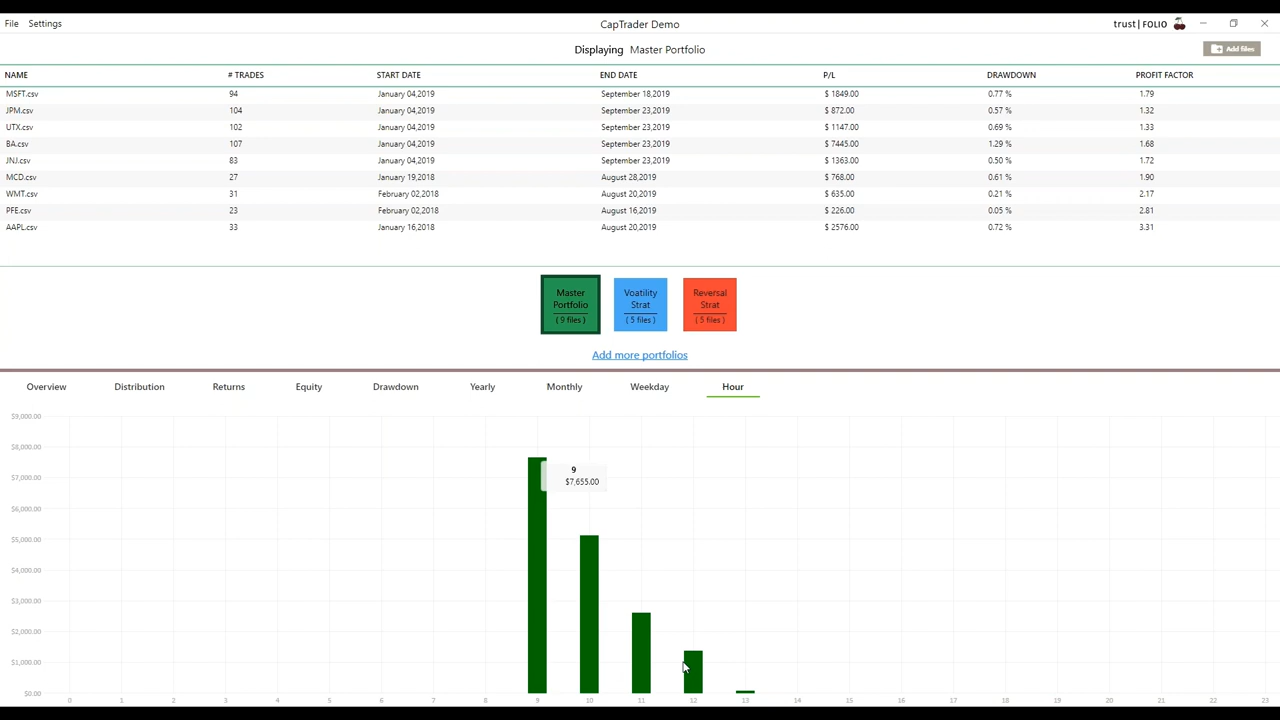 File Settings CapTrader Demo trust | FOLIO
Displaying Master Portfolio Add files
NAME # TRADES START DATE END DATE P/L DRAWDOWN PROFIT FACTOR
MSFT.csv 94 January 04,2019 September 18,2019 $ 1849.00 0.77 % 1.79
JPM.csv 104 January 04,2019 September 23,2019 $ 872.00 0.57 % 1.32
UTX.csv 102 January 04,2019 September 23,2019 $ 1147.00 0.69 % 1.33
BA.csv 107 January 04,2019 September 23,2019 $ 7445.00 1.29 % 1.68
JNJ.csv 83 January 04,2019 September 23,2019 $ 1363.00 0.50 % 1.72
MCD.csv 27 January 19,2018 August 28,2019 $ 768.00 0.61 % 1.90
WMT.csv 31 February 02,2018 August 20,2019 $ 635.00 0.21 % 2.17
PFE.csv 23 February 02,2018 August 16,2019 $ 226.00 0.05 % 2.81
AAPL.csv 33 January 16,2018 August 20,2019 $ 2576.00 0.72 % 3.31
Master Voatility Reversal
Portfolio Strat Strat
( 9 files ) ( 5 files ) ( 5 files )
Add more portfolios
Overview Distribution Returns Equity Drawdown Yearly Monthly Weekday Hour
$9,000.00
$8,000.00
9
$7,000.00
$7,655.00
$6,000.00
$5,000.00
$4,000.00
$3,000.00
$2,000.00
$1,000.00
$0.00
0 1 2 3 4 5 6 7 8 9 10 11 12 13 14 15 16 17 18 19 20 21 22 23